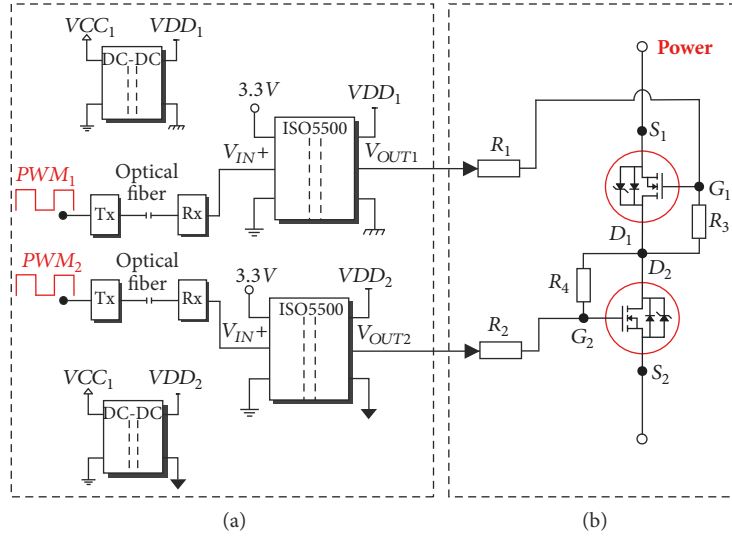 VCC1 VDD1
DC-DC
3.3V VDD1
ISO5500
VIN+ VOUT1
PWM1 Optical fiber
Tx Rx
PWM2 Optical fiber
Tx Rx
3.3V VDD2
ISO5500
VIN+ VOUT2
VCC1 VDD2
DC-DC
(a)
Power
R1 S1
G1
R3
D1
D2
R4
R2 G2
S2
(b)